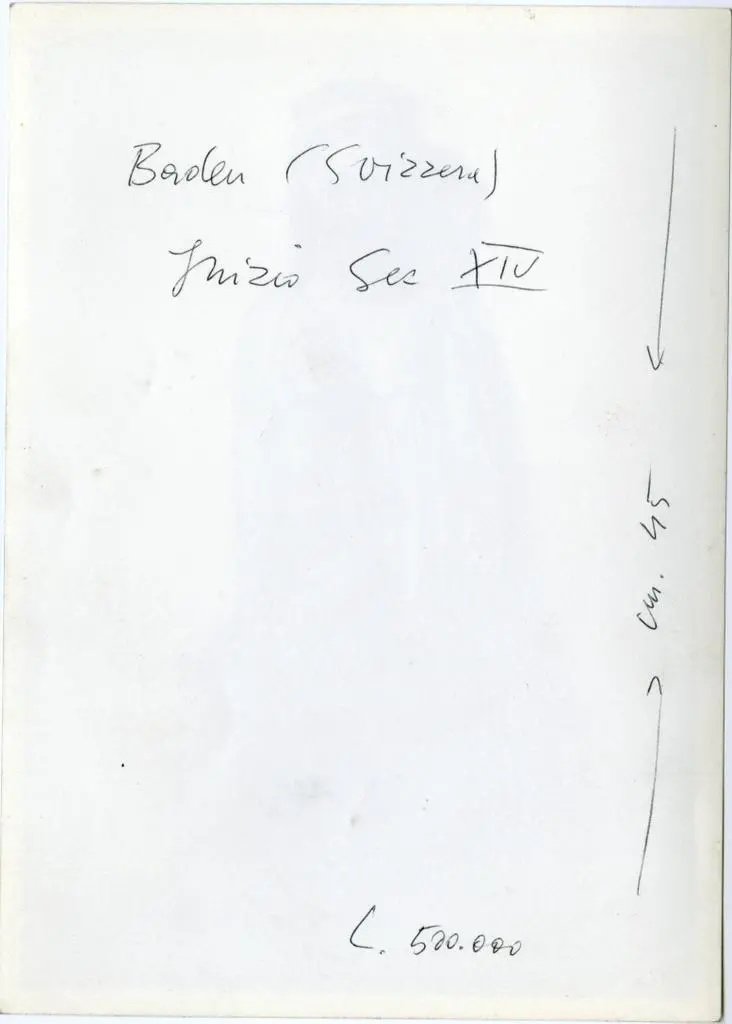 Baden (Svizzera)
Inizio Sec XIV
cm. 45
L. 500.000